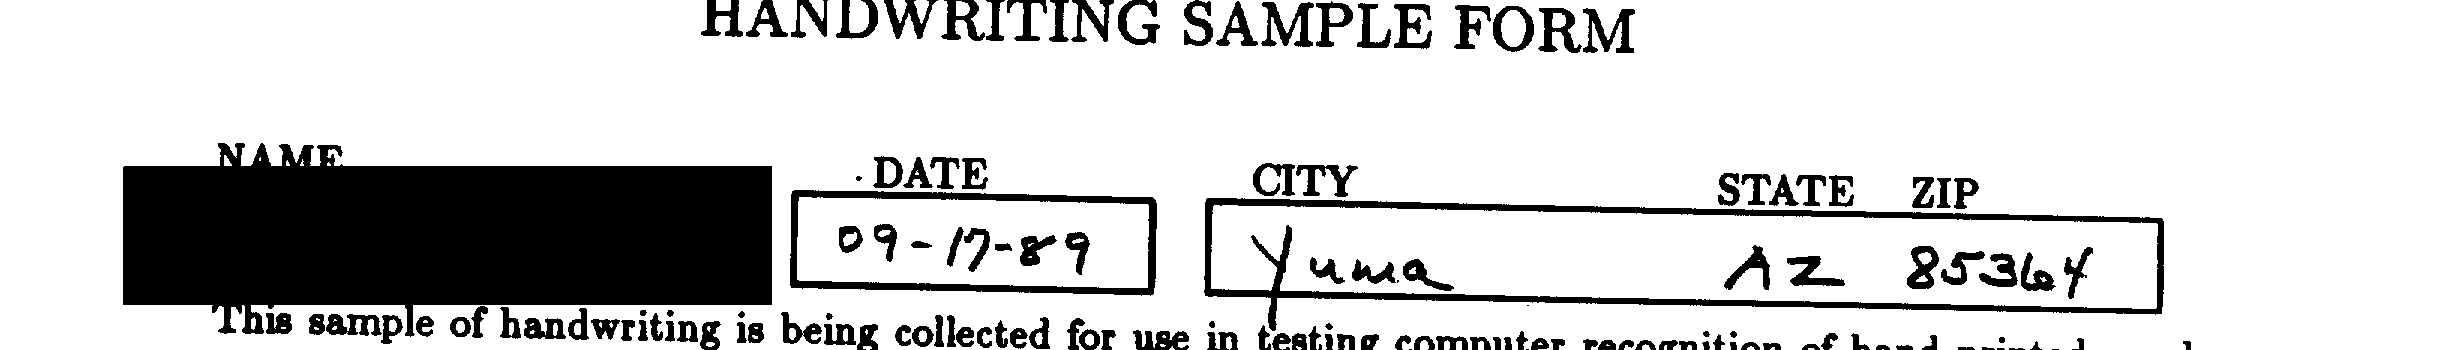 HANDWRITING SAMPLE FORM
NAME DATE CITY STATE ZIP
09-17-89 Yuma AZ 85364
This sample of handwriting is being collected for use in testing computer recognition of hand printed